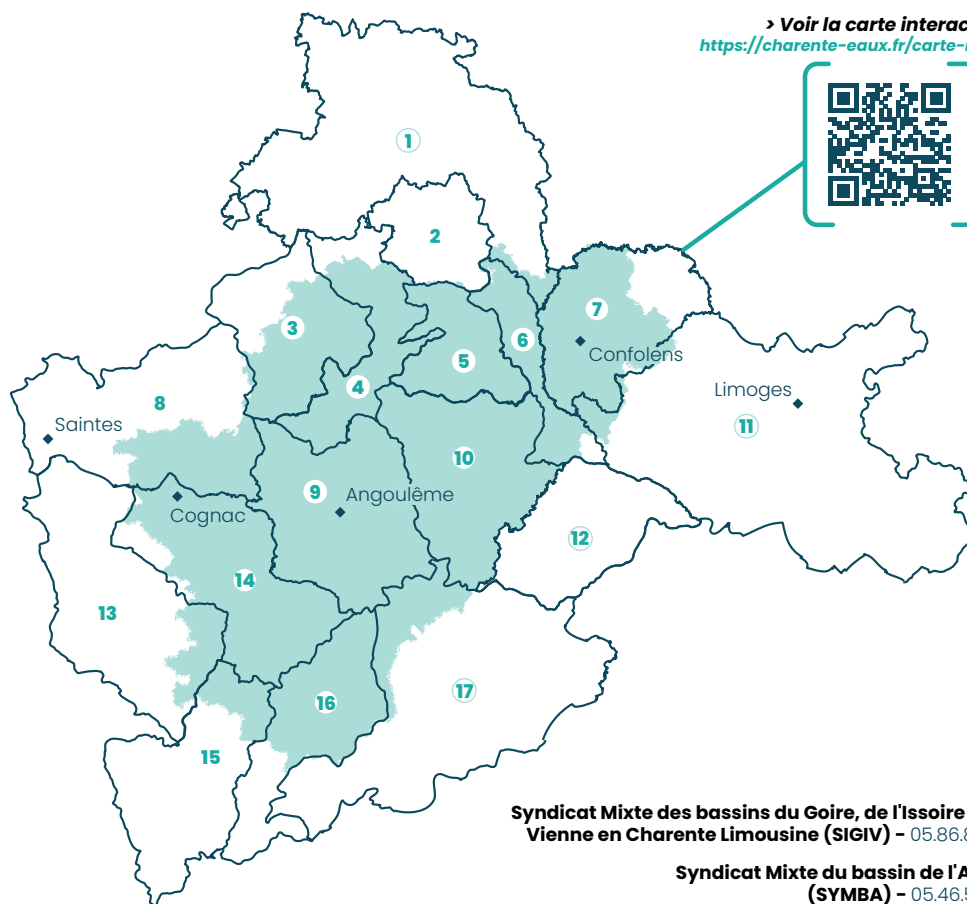 > Voir la carte
https://charente-eaux.fr/
1
2
3
4
5
6
7
Confolens
8
Saintes
Limoges
11
10
9
Angoulême
Cognac
12
14
13
17
16
15
Syndicat Mixte des bassins du Goire, de l'Issoire
Vienne en Charente Limousine (SIGIV) - 05.86.
Syndicat Mixte du bassin de
(SYMBA) - 05.46.